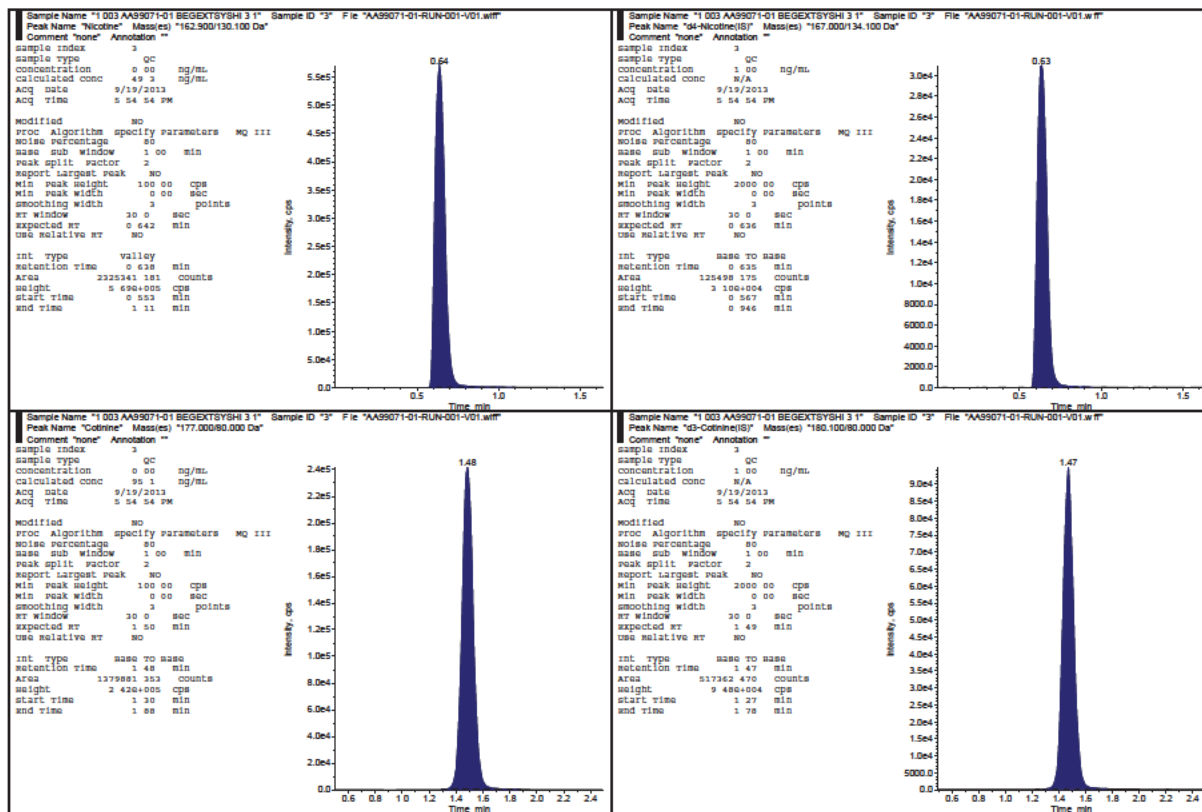 Sample Name "1 003 AA99071-01 BEGEXTSYSHI 3 1" Sample ID "3" File "AA99071-01-RUN-001-V01.wiff"
Peak Name "Nicotine" Mass(es) "162.900/130.100 Da"
Comment "none" Annotation ""
Sample Index 3
Sample Type QC
Concentration 0 00 ng/mL
Calculated Conc 49 3 ng/mL
Acq Date 9/19/2013
Acq Time 5 54 54 PM
Modified NO
Proc Algorithm Specify Parameters MQ III
Noise Percentage 80
Base Sub Window 1 00 min
Peak Split Factor 2
Report Largest Peak NO
Min Peak Height 100 00 cps
Min Peak Width 0 00 sec
Smoothing Width 3 points
RT Window 30 0 sec
Expected RT 0 642 min
Use Relative RT NO
Int Type Valley
Retention Time 0 638 min
Area 2325341 181 counts
Height 5 69e+005 cps
Start Time 0 553 min
End Time 1 11 min
0.64
5.5e5
5.0e5
4.5e5
4.0e5
3.5e5
3.0e5
2.5e5
2.0e5
1.5e5
1.0e5
5.0e4
0.0
Intensity, cps
0.5 1.0 1.5
Time, min
Sample Name "1 003 AA99071-01 BEGEXTSYSHI 3 1" Sample ID "3" File "AA99071-01-RUN-001-V01.wiff"
Peak Name "d4-Nicotine(IS)" Mass(es) "167.000/134.100 Da"
Comment "none" Annotation ""
Sample Index 3
Sample Type QC
Concentration 1 00 ng/mL
Calculated Conc N/A
Acq Date 9/19/2013
Acq Time 5 54 54 PM
Modified NO
Proc Algorithm Specify Parameters MQ III
Noise Percentage 80
Base Sub Window 1 00 min
Peak Split Factor 2
Report Largest Peak NO
Min Peak Height 2000 00 cps
Min Peak Width 0 00 sec
Smoothing Width 3 points
RT Window 30 0 sec
Expected RT 0 636 min
Use Relative RT NO
Int Type Base To Base
Retention Time 0 635 min
Area 125498 175 counts
Height 3 10e+004 cps
Start Time 0 567 min
End Time 0 946 min
0.63
3.0e4
2.8e4
2.6e4
2.4e4
2.2e4
2.0e4
1.8e4
1.6e4
1.4e4
1.2e4
1.0e4
8000.0
6000.0
4000.0
2000.0
0.0
Intensity, cps
0.5 1.0 1.5
Time, min
Sample Name "1 003 AA99071-01 BEGEXTSYSHI 3 1" Sample ID "3" File "AA99071-01-RUN-001-V01.wiff"
Peak Name "Cotinine" Mass(es) "177.000/80.000 Da"
Comment "none" Annotation ""
Sample Index 3
Sample Type QC
Concentration 0 00 ng/mL
Calculated Conc 95 1 ng/mL
Acq Date 9/19/2013
Acq Time 5 54 54 PM
Modified NO
Proc Algorithm Specify Parameters MQ III
Noise Percentage 80
Base Sub Window 1 00 min
Peak Split Factor 2
Report Largest Peak NO
Min Peak Height 100 00 cps
Min Peak Width 0 00 sec
Smoothing Width 3 points
RT Window 30 0 sec
Expected RT 1 50 min
Use Relative RT NO
Int Type Base To Base
Retention Time 1 48 min
Area 1379881 353 counts
Height 2 42e+005 cps
Start Time 1 30 min
End Time 1 88 min
1.48
2.4e5
2.2e5
2.0e5
1.8e5
1.6e5
1.4e5
1.2e5
1.0e5
8.0e4
6.0e4
4.0e4
2.0e4
0.0
Intensity, cps
0.6 0.8 1.0 1.2 1.4 1.6 1.8 2.0 2.2 2.4
Time, min
Sample Name "1 003 AA99071-01 BEGEXTSYSHI 3 1" Sample ID "3" File "AA99071-01-RUN-001-V01.wiff"
Peak Name "d3-Cotinine(IS)" Mass(es) "180.100/80.000 Da"
Comment "none" Annotation ""
Sample Index 3
Sample Type QC
Concentration 1 00 ng/mL
Calculated Conc N/A
Acq Date 9/19/2013
Acq Time 5 54 54 PM
Modified NO
Proc Algorithm Specify Parameters MQ III
Noise Percentage 80
Base Sub Window 1 00 min
Peak Split Factor 2
Report Largest Peak NO
Min Peak Height 2000 00 cps
Min Peak Width 0 00 sec
Smoothing Width 3 points
RT Window 30 0 sec
Expected RT 1 49 min
Use Relative RT NO
Int Type Base To Base
Retention Time 1 47 min
Area 517362 470 counts
Height 9 48e+004 cps
Start Time 1 27 min
End Time 1 78 min
1.47
9.0e4
8.5e4
8.0e4
7.5e4
7.0e4
6.5e4
6.0e4
5.5e4
5.0e4
4.5e4
4.0e4
3.5e4
3.0e4
2.5e4
2.0e4
1.5e4
1.0e4
5000.0
0.0
Intensity, cps
0.6 0.8 1.0 1.2 1.4 1.6 1.8 2.0 2.2 2.4
Time, min